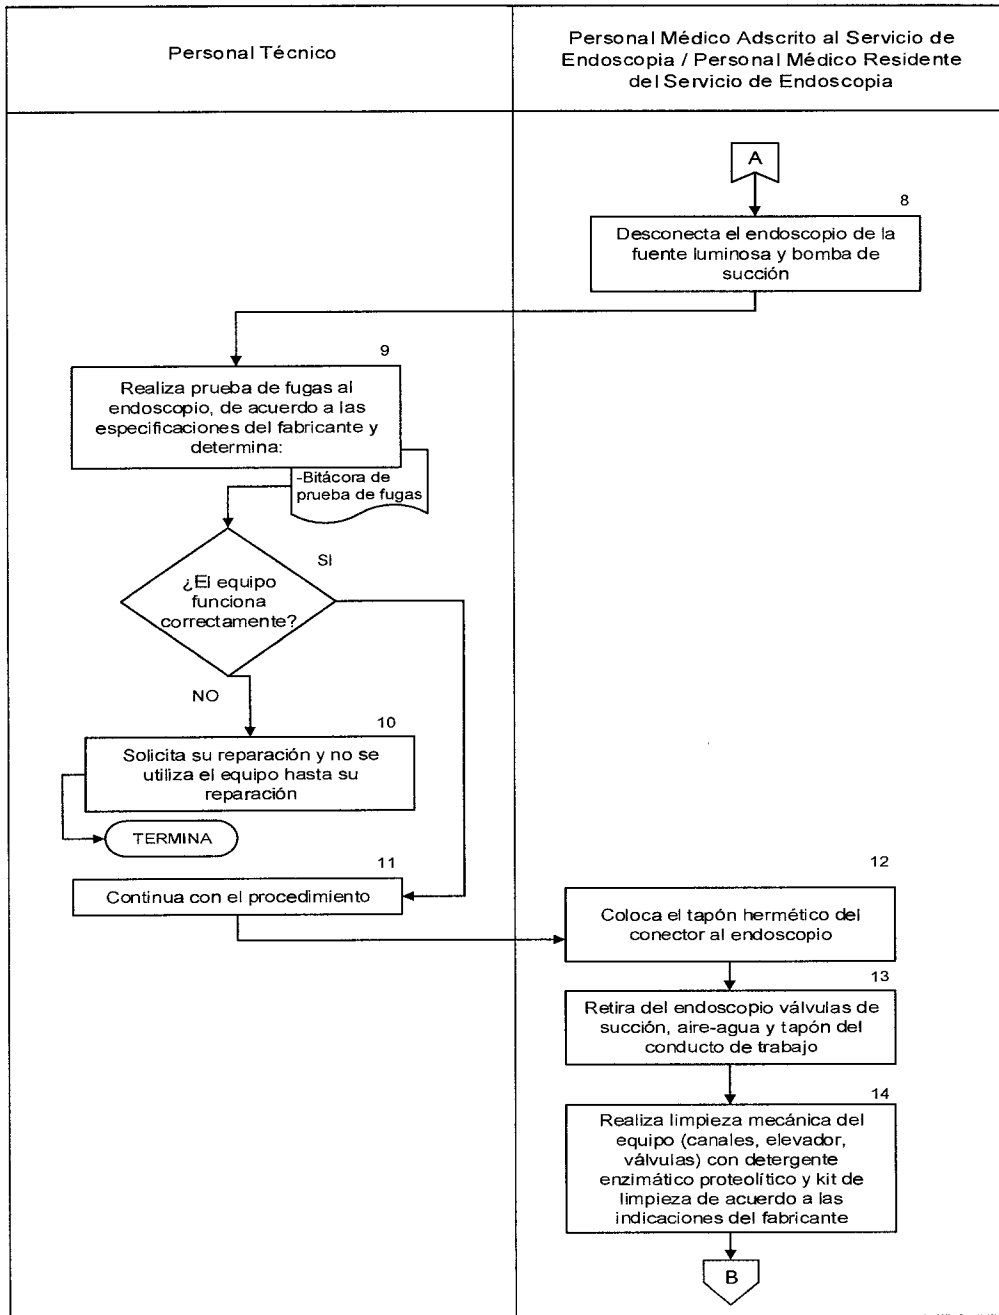 Personal Técnico
Personal Médico Adscrito al Servicio de
Endoscopia / Personal Médico Residente
del Servicio de Endoscopia
A
8
Desconecta el endoscopio de la
fuente luminosa y bomba de
succión
9
Realiza prueba de fugas al
endoscopio, de acuerdo a las
especificaciones del fabricante y
determina:
-Bitácora de
prueba de fugas
SI
¿El equipo
funciona
correctamente?
NO
10
Solicita su reparación y no se
utiliza el equipo hasta su
reparación
TERMINA
11
Continua con el procedimiento
12
Coloca el tapón hermético del
conector al endoscopio
13
Retira del endoscopio válvulas de
succión, aire-agua y tapón del
conducto de trabajo
14
Realiza limpieza mecánica del
equipo (canales, elevador,
válvulas) con detergente
enzimático proteolítico y kit de
limpieza de acuerdo a las
indicaciones del fabricante
B